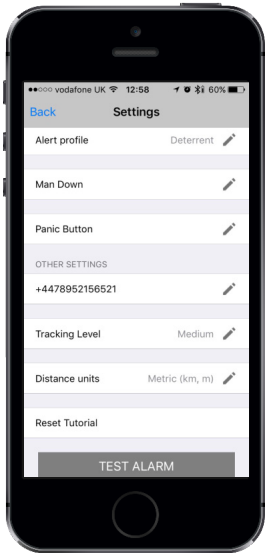 vodafone UK 12:58 60%
Back Settings
Alert profile Deterrent
Man Down
Panic Button
OTHER SETTINGS
+4478952156521
Tracking Level Medium
Distance units Metric (km, m)
Reset Tutorial
TEST ALARM